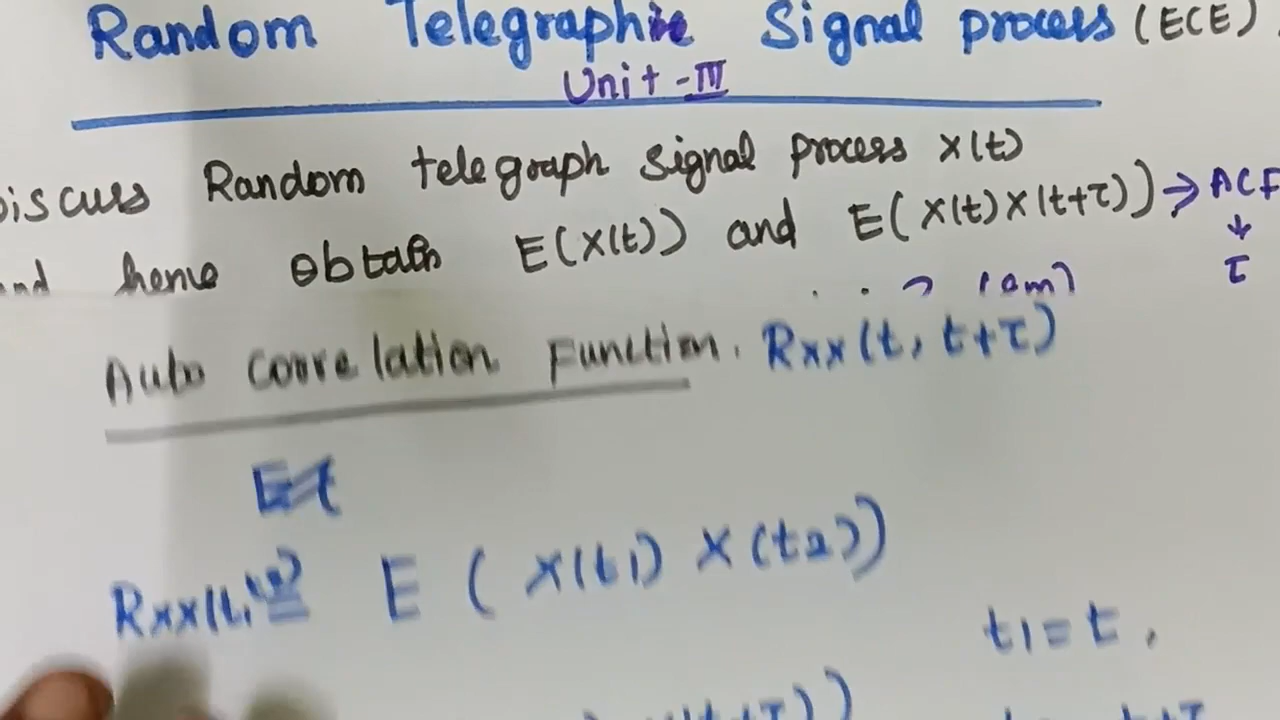 Random Telegraphic Signal process (ECE).
Unit-III
Discuss Random telegraph signal process X(t)
and hence obtain E(X(t)) and E(X(t)X(t+τ)) → ACF
↓
τ
Auto correlation Function. Rxx(t, t+τ)
E(X(t1) X(t2))
t1=t,